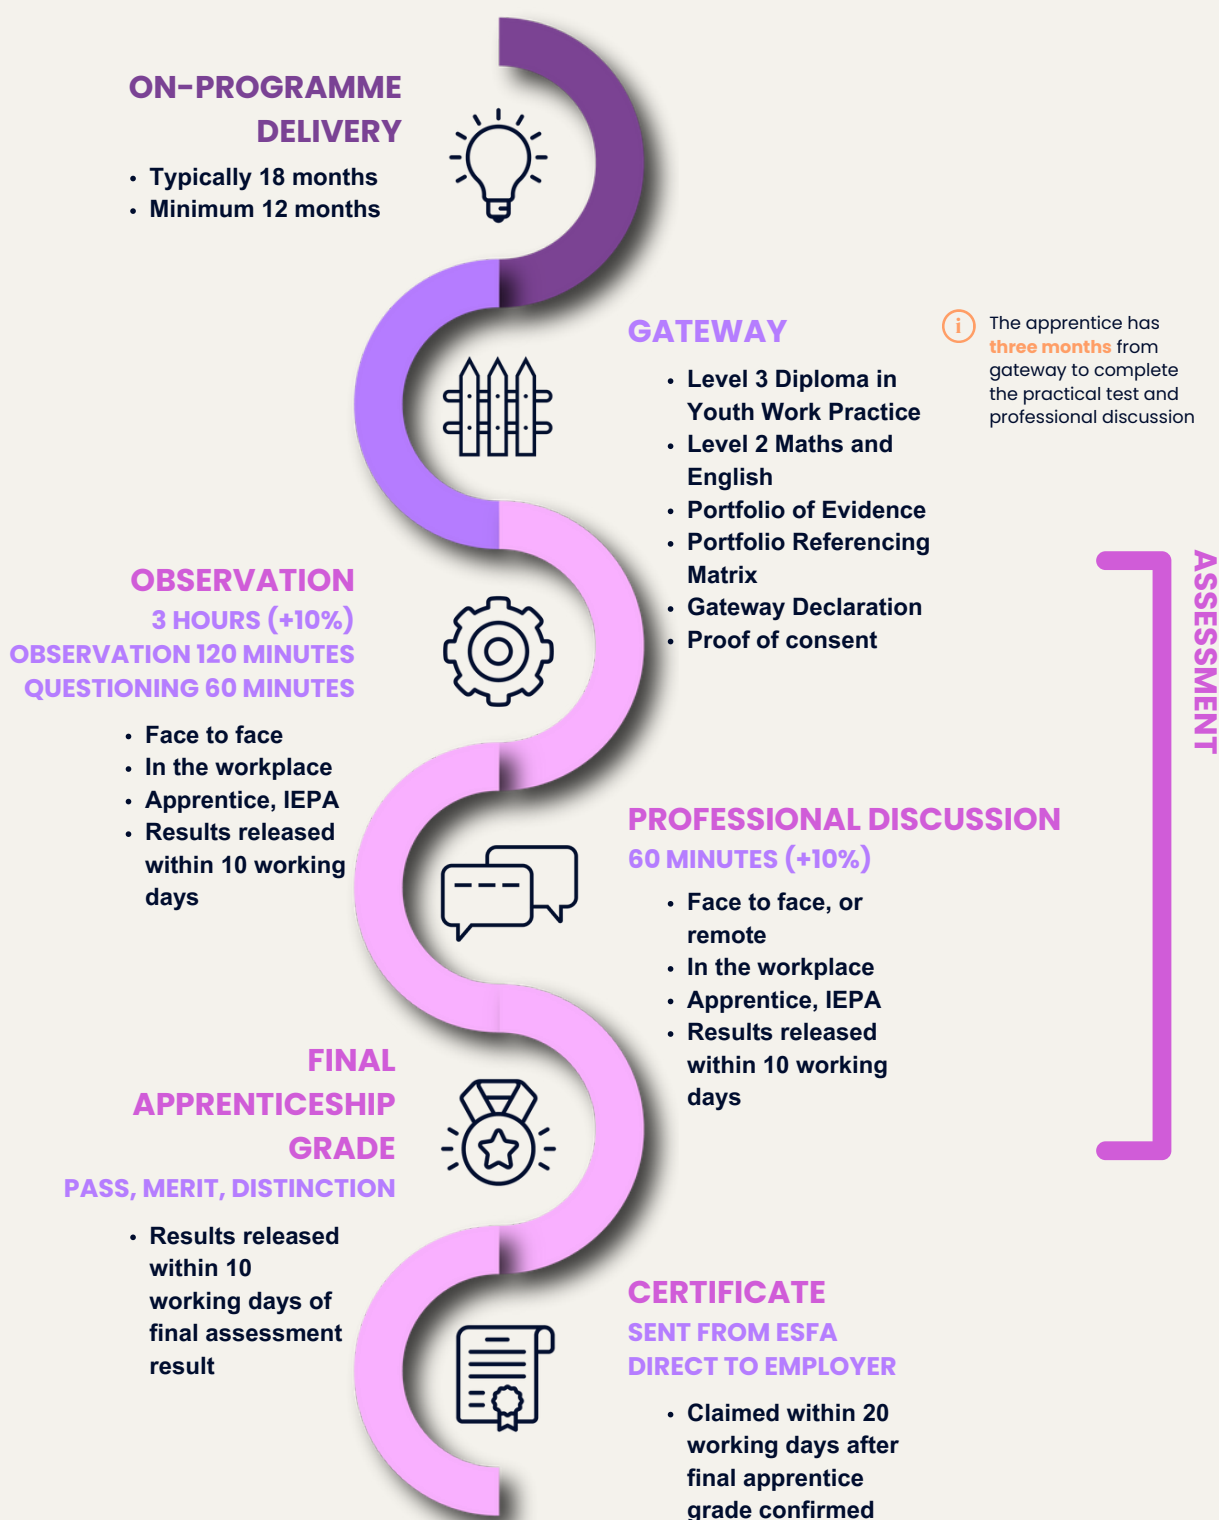 ON-PROGRAMME
DELIVERY
• Typically 18 months
• Minimum 12 months
GATEWAY
• Level 3 Diploma in
Youth Work Practice
• Level 2 Maths and
English
• Portfolio of Evidence
• Portfolio Referencing
Matrix
• Gateway Declaration
• Proof of consent
i
The apprentice has
three months from
gateway to complete
the practical test and
professional discussion
ASSESSMENT
OBSERVATION
3 HOURS (+10%)
OBSERVATION 120 MINUTES
QUESTIONING 60 MINUTES
• Face to face
• In the workplace
• Apprentice, IEPA
• Results released
within 10 working
days
PROFESSIONAL DISCUSSION
60 MINUTES (+10%)
• Face to face, or
remote
• In the workplace
• Apprentice, IEPA
• Results released
within 10 working
days
FINAL
APPRENTICESHIP
GRADE
PASS, MERIT, DISTINCTION
• Results released
within 10
working days of
final assessment
result
CERTIFICATE
SENT FROM ESFA
DIRECT TO EMPLOYER
• Claimed within 20
working days after
final apprentice
grade confirmed